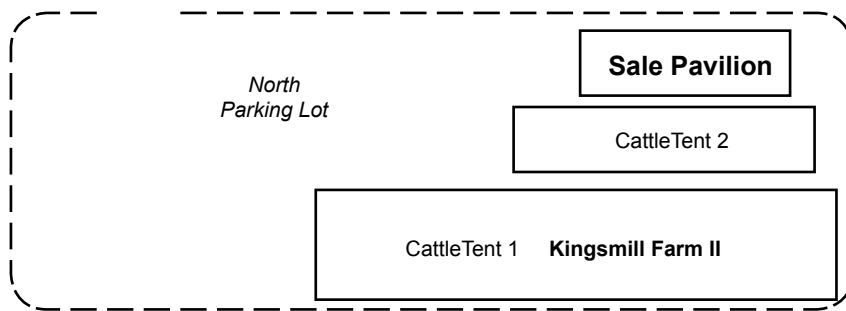 Sale Pavilion
North
Parking Lot
CattleTent 2
CattleTent 1 Kingsmill Farm II